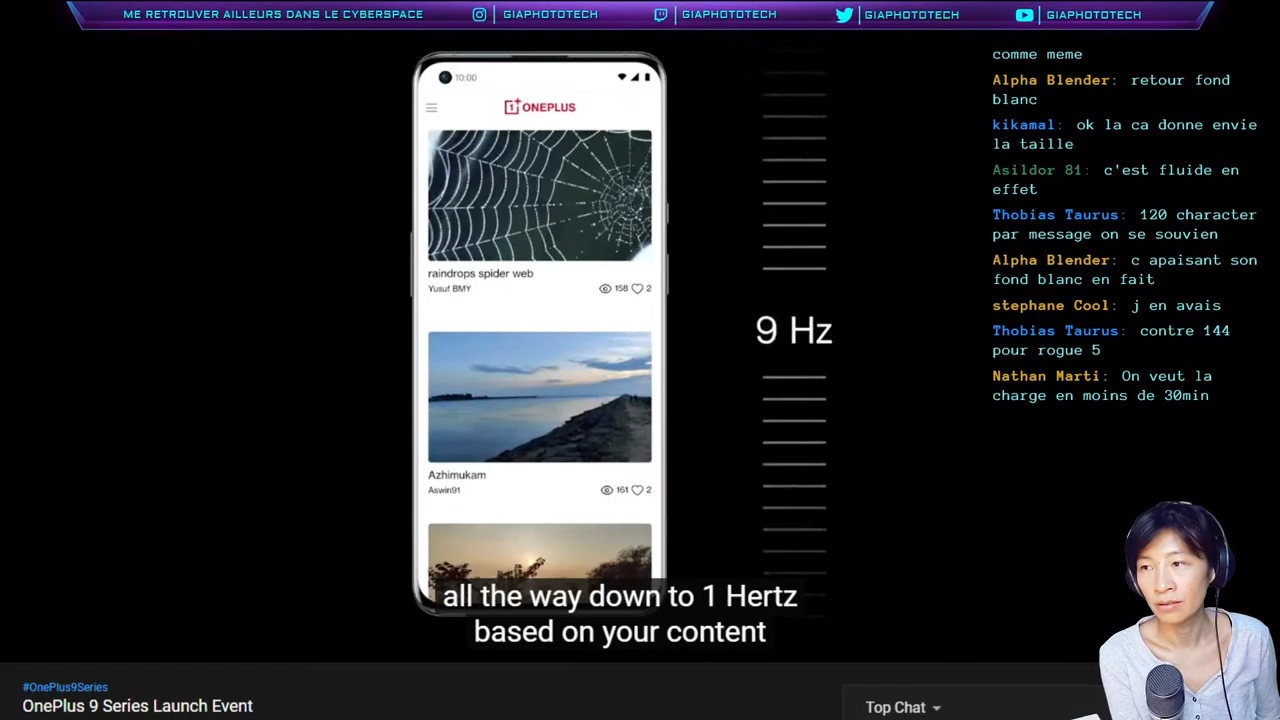 ME RETROUVER AILLEURS DANS LE CYBERSPACE
GIAPHOTOTECH
GIAPHOTOTECH
GIAPHOTOTECH
GIAPHOTOTECH
10:00
ONEPLUS
raindrops spider web
Yusuf BMY
158
2
Azhimukam
Aswin91
161
2
9 Hz
all the way down to 1 Hertz
based on your content
comme meme
Alpha Blender: retour fond
blanc
kikamal: ok la ca donne envie
la taille
Asildor 81: c'est fluide en
effet
Thobias Taurus: 120 character
par message on se souvien
Alpha Blender: c apaisant son
fond blanc en fait
stephane Cool: j en avais
Thobias Taurus: contre 144
pour rogue 5
Nathan Marti: On veut la
charge en moins de 30min
#OnePlus9Series
OnePlus 9 Series Launch Event
Top Chat